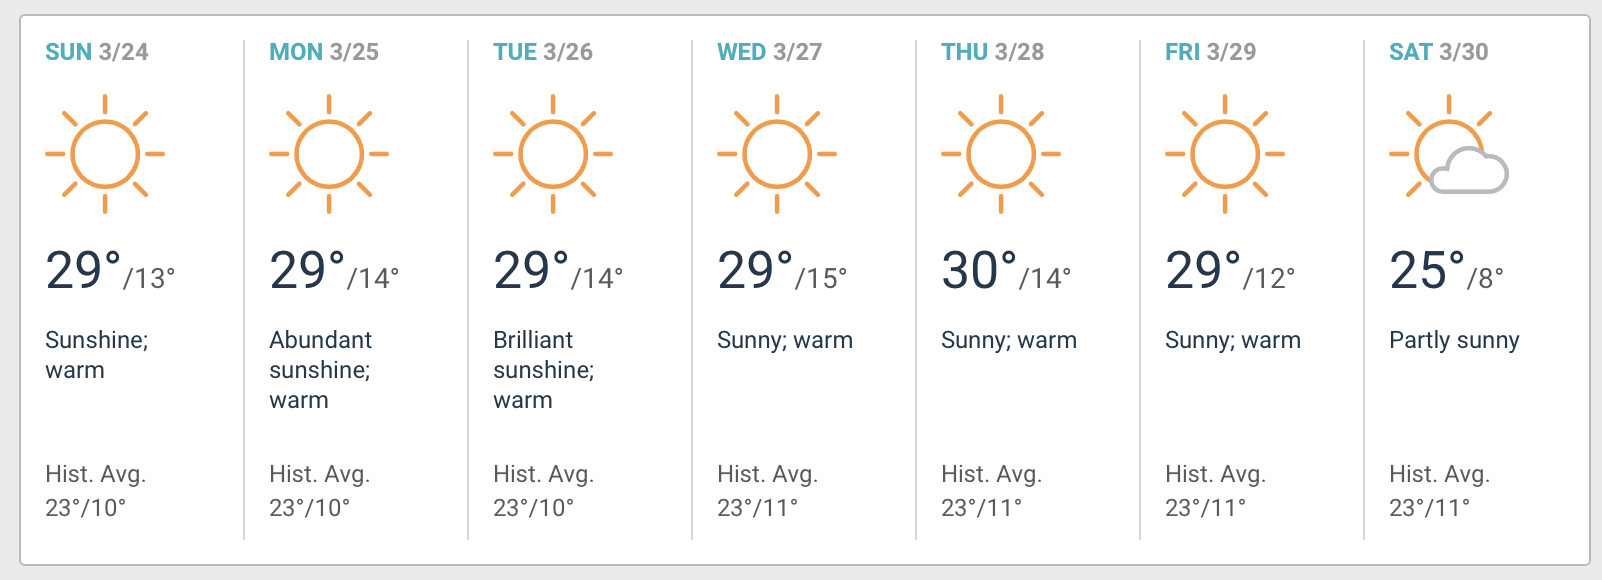 SUN 3/24
29°/13°
Sunshine;
warm
Hist. Avg.
23°/10°
MON 3/25
29°/14°
Abundant
sunshine;
warm
Hist. Avg.
23°/10°
TUE 3/26
29°/14°
Brilliant
sunshine;
warm
Hist. Avg.
23°/10°
WED 3/27
29°/15°
Sunny; warm
Hist. Avg.
23°/11°
THU 3/28
30°/14°
Sunny; warm
Hist. Avg.
23°/11°
FRI 3/29
29°/12°
Sunny; warm
Hist. Avg.
23°/11°
SAT 3/30
25°/8°
Partly sunny
Hist. Avg.
23°/11°